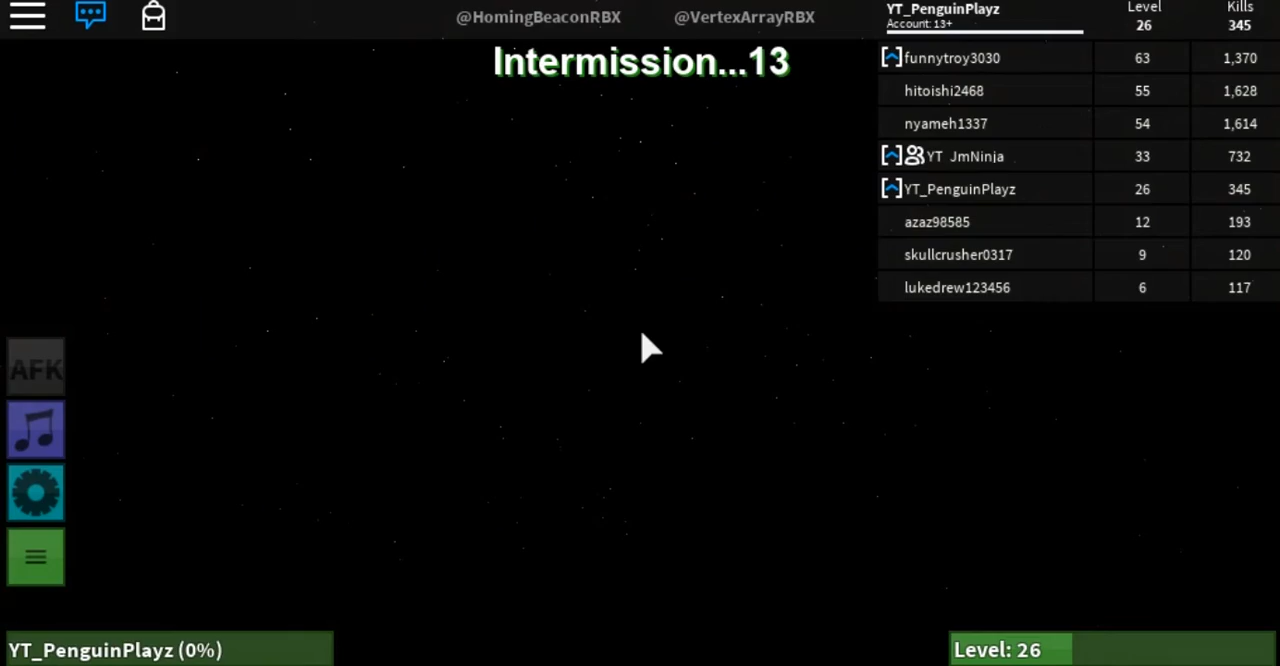 @HomingBeaconRBX @VertexArrayRBX
YT_PenguinPlayz Level Kills
Account: 13+ 26 345
Intermission...13
funnytroy3030 63 1,370
hitoishi2468 55 1,628
nyameh1337 54 1,614
YT_JmNinja 33 732
YT_PenguinPlayz 26 345
azaz98585 12 193
skullcrusher0317 9 120
lukedrew123456 6 117
AFK
YT_PenguinPlayz (0%) Level: 26